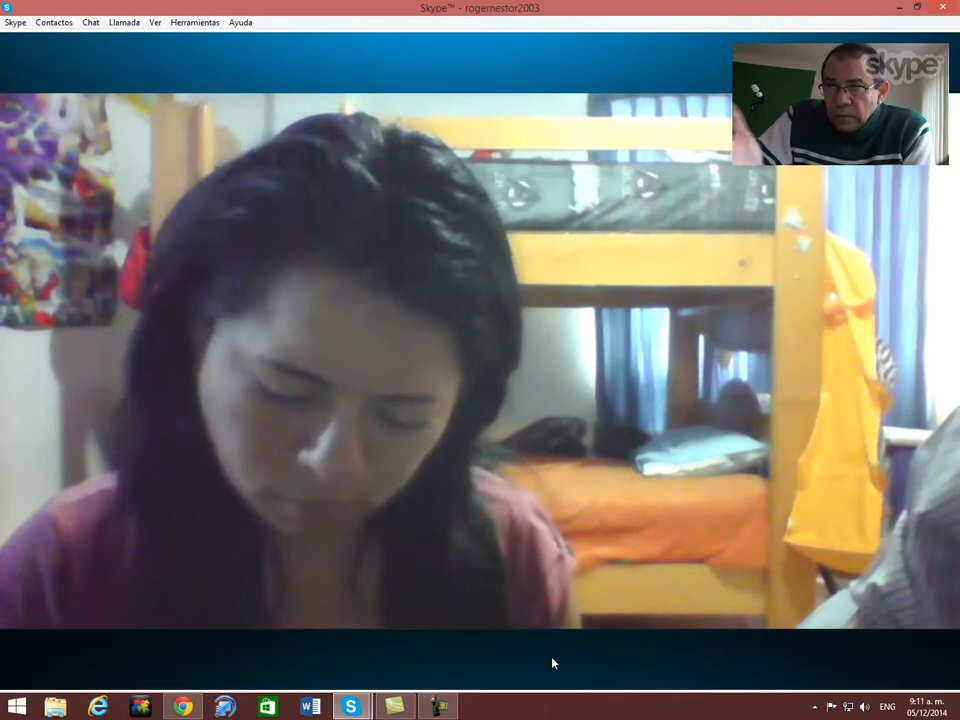 Skype™ - rogernestor2003
Skype Contactos Chat Llamada Ver Herramientas Ayuda
skype
ENG
9:11 a. m.
05/12/2014